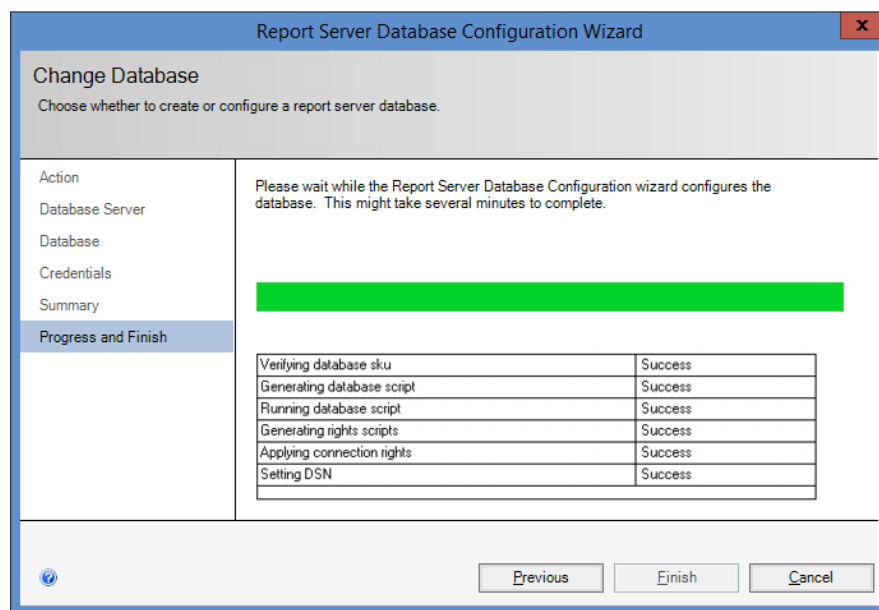 Report Server Database Configuration Wizard
x
Change Database
Choose whether to create or configure a report server database.
Action
Database Server
Database
Credentials
Summary
Progress and Finish
Please wait while the Report Server Database Configuration wizard configures the
database. This might take several minutes to complete.
Verifying database sku Success
Generating database script Success
Running database script Success
Generating rights scripts Success
Applying connection rights Success
Setting DSN Success
?
Previous Finish Cancel